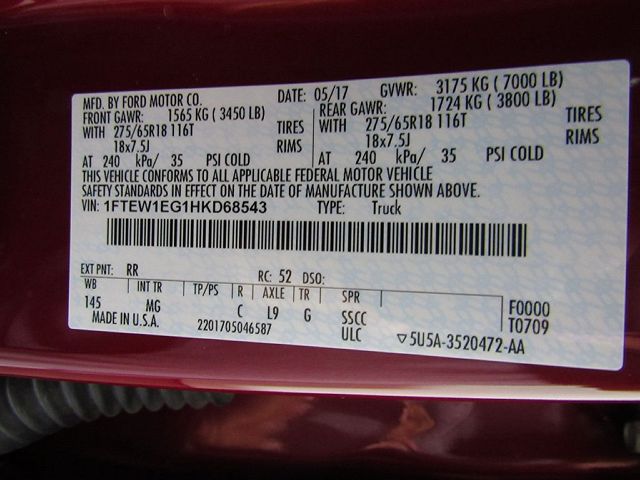 MFD. BY FORD MOTOR CO. DATE: 05/17 GVWR: 3175 KG ( 7000 LB)
FRONT GAWR: 1565 KG ( 3450 LB) REAR GAWR: 1724 KG ( 3800 LB)
WITH 275/65R18 116T TIRES WITH 275/65R18 116T TIRES
18x7.5J RIMS 18x7.5J RIMS
AT 240 kPa/ 35 PSI COLD AT 240 kPa/ 35 PSI COLD
THIS VEHICLE CONFORMS TO ALL APPLICABLE FEDERAL MOTOR VEHICLE
SAFETY STANDARDS IN EFFECT ON THE DATE OF MANUFACTURE SHOWN ABOVE.
VIN: 1FTEW1EG1HKD68543 TYPE: Truck
EXT PNT: RR RC: 52 DSO:
WB INT TR TP/PS R AXLE TR SPR F0000
145 MG C L9 G SSCC T0709
MADE IN U.S.A. 2201705046587 ULC ▽5U5A-3520472-AA